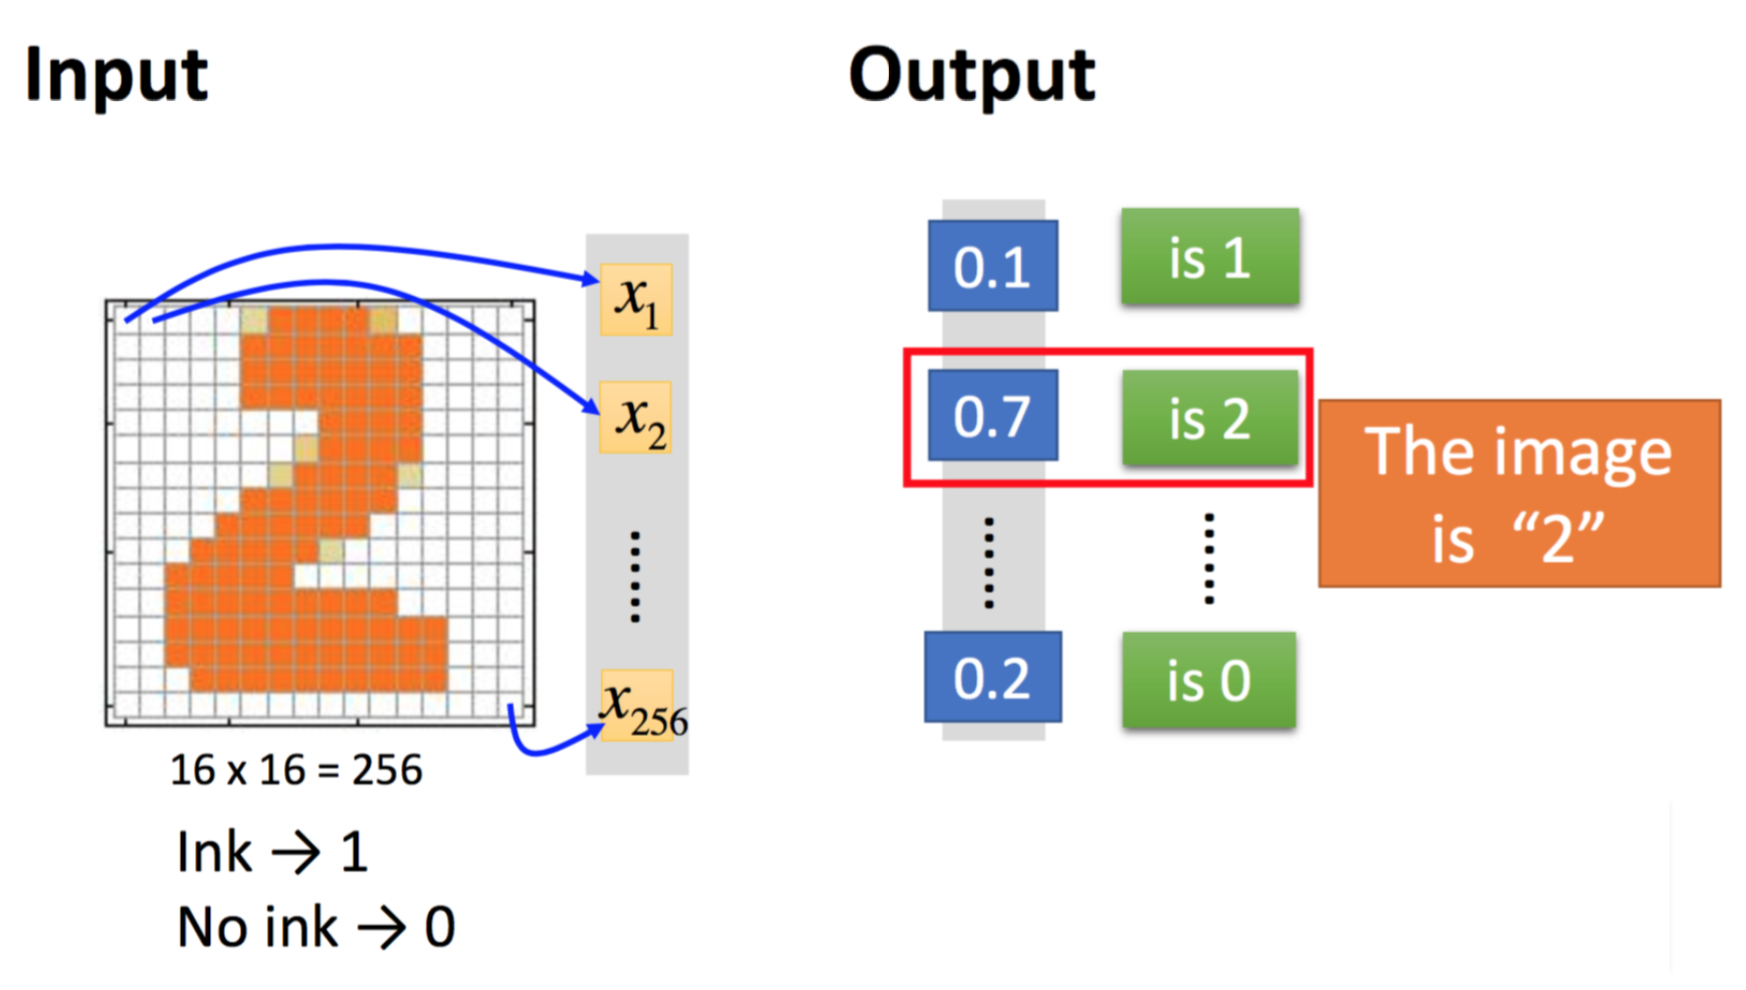 Input
Output
x1
x2
⋮
x256
16 x 16 = 256
Ink → 1
No ink → 0
0.1
is 1
0.7
is 2
The image
is “2”
0.2
is 0